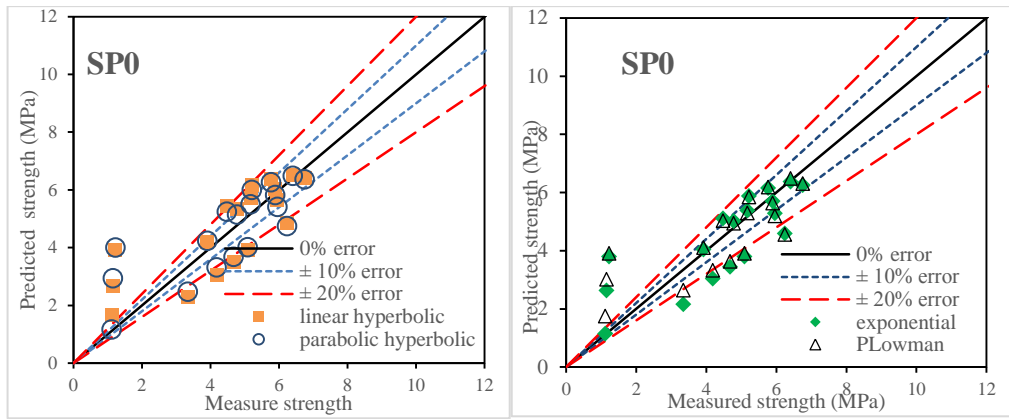 SP0
Predicted strength (MPa)
12
10
8
6
4
2
0
0% error
± 10% error
± 20% error
linear hyperbolic
parabolic hyperbolic
0 2 4 6 8 10 12
Measure strength
SP0
Predicted strength (MPa)
12
10
8
6
4
2
0
0% error
± 10% error
± 20% error
exponential
PLowman
0 2 4 6 8 10 12
Measured strength (MPa)